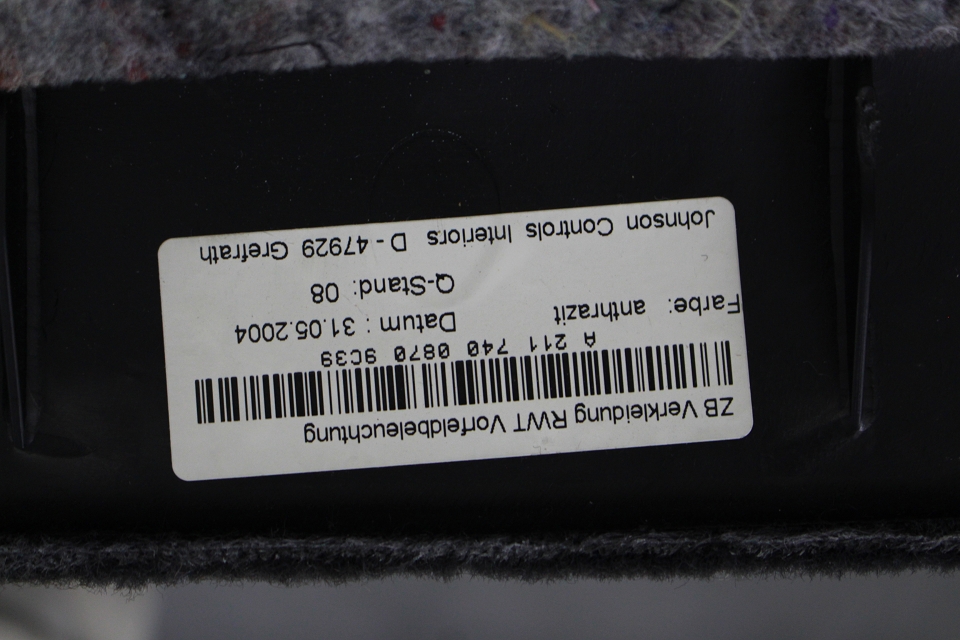 ZB Verkleidung RWT Vorfeldbeleuchtung
A 211 740 0870 9C39
Farbe: anthrazit Datum : 31.05.2004
Q-Stand: 08
Johnson Controls Interiors D - 47929 Grefrath